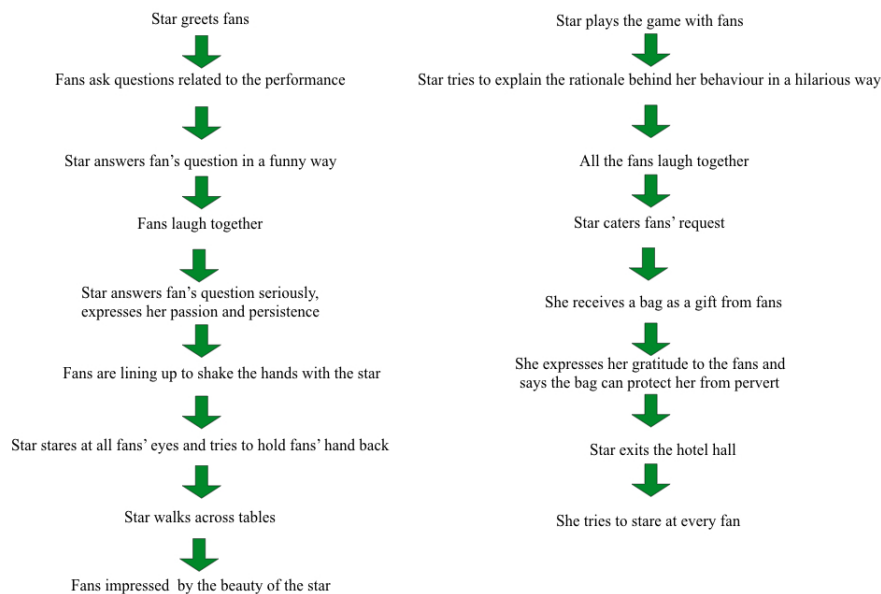 Star greets fans
Fans ask questions related to the performance
Star answers fan’s question in a funny way
Fans laugh together
Star answers fan’s question seriously,
expresses her passion and persistence
Fans are lining up to shake the hands with the star
Star stares at all fans’ eyes and tries to hold fans’ hand back
Star walks across tables
Fans impressed by the beauty of the star
Star plays the game with fans
Star tries to explain the rationale behind her behaviour in a hilarious way
All the fans laugh together
Star caters fans’ request
She receives a bag as a gift from fans
She expresses her gratitude to the fans and
says the bag can protect her from pervert
Star exits the hotel hall
She tries to stare at every fan